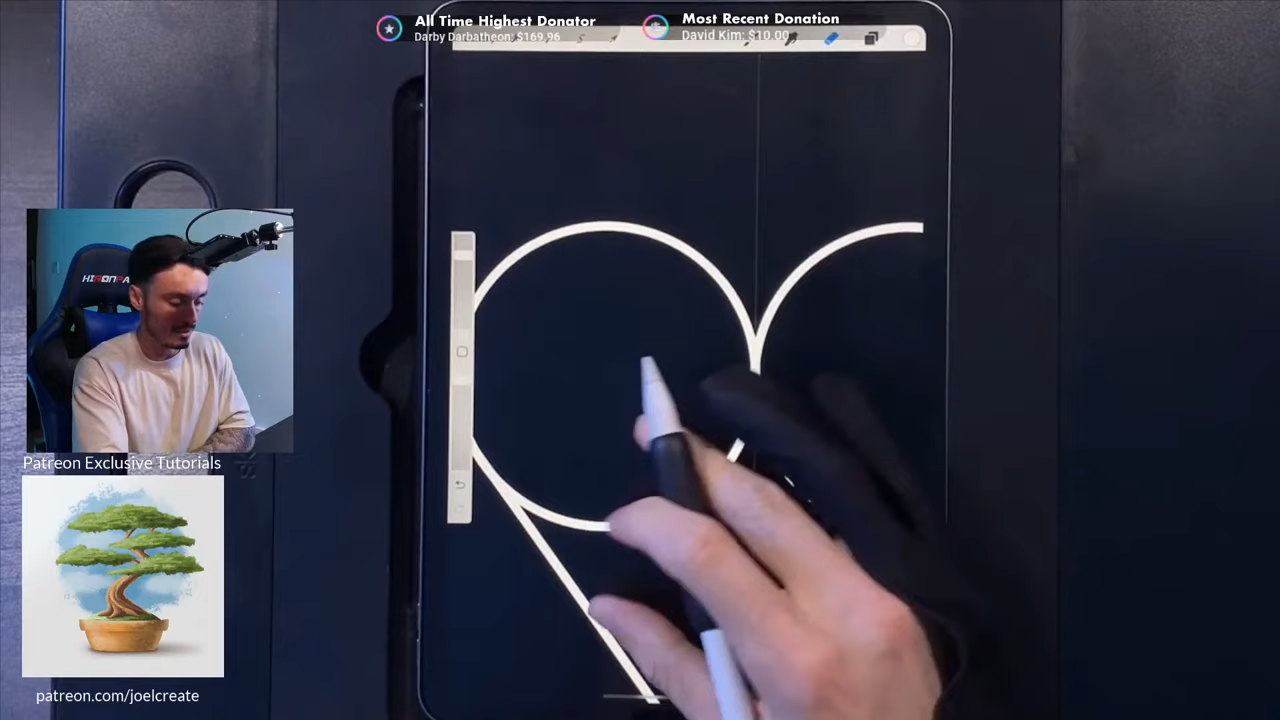 All Time Highest Donator
Darby Darbatheon: $169.96
Most Recent Donation
David Kim: $10.00
HIRONPA
Patreon Exclusive Tutorials
patreon.com/joelcreate